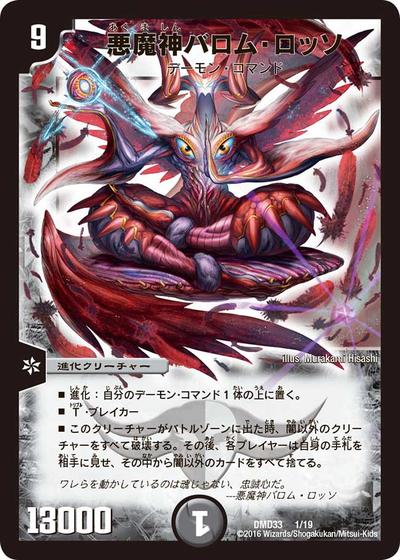 9
あくましん
悪魔神バロム・ロッソ
デーモン・コマンド
illus. Murakami Hisashi
進化クリーチャー
■進化：自分のデーモン・コマンド1体の上に置く。
■T・ブレイカー
■このクリーチャーがバトルゾーンに出た時、闇以外のクリー
チャーをすべて破壊する。その後、各プレイヤーは自身の手札を
相手に見せ、その中から闇以外のカードをすべて捨てる。
ワレらを動かしているのは魂じゃない、忠誠心だ。
---悪魔神バロム・ロッソ
13000
1
DMD33 1/19
©2016 Wizards/Shogakukan/Mitsui-Kids